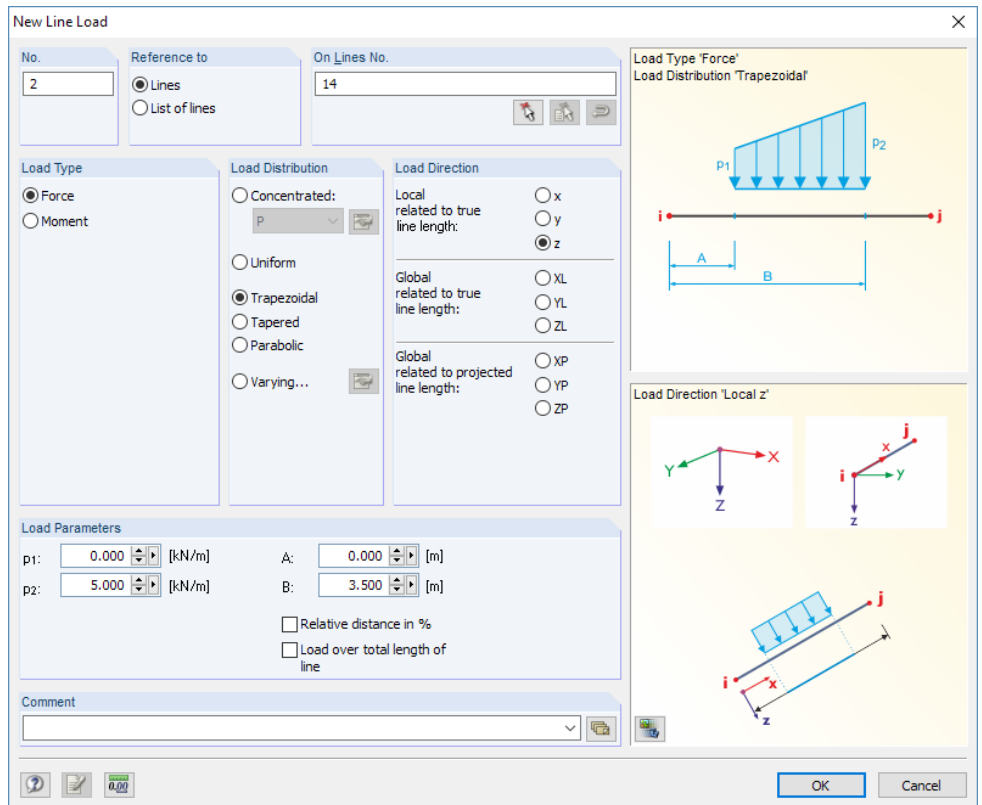 New Line Load
No.
2
Reference to
Lines
List of lines
On Lines No.
14
Load Type
Force
Moment
Load Distribution
Concentrated:
P
Uniform
Trapezoidal
Tapered
Parabolic
Varying...
Load Direction
Local
related to true
line length:
x
y
z
Global
related to true
line length:
XL
YL
ZL
Global
related to projected
line length:
XP
YP
ZP
Load Parameters
p1: 0.000 [kN/m]
p2: 5.000 [kN/m]
A: 0.000 [m]
B: 3.500 [m]
Relative distance in %
Load over total length of
line
Comment
Load Type 'Force'
Load Distribution 'Trapezoidal'
p1
p2
i
j
A
B
Load Direction 'Local z'
Y
X
Z
j
x
i
y
z
j
i
x
z
0.00
OK
Cancel